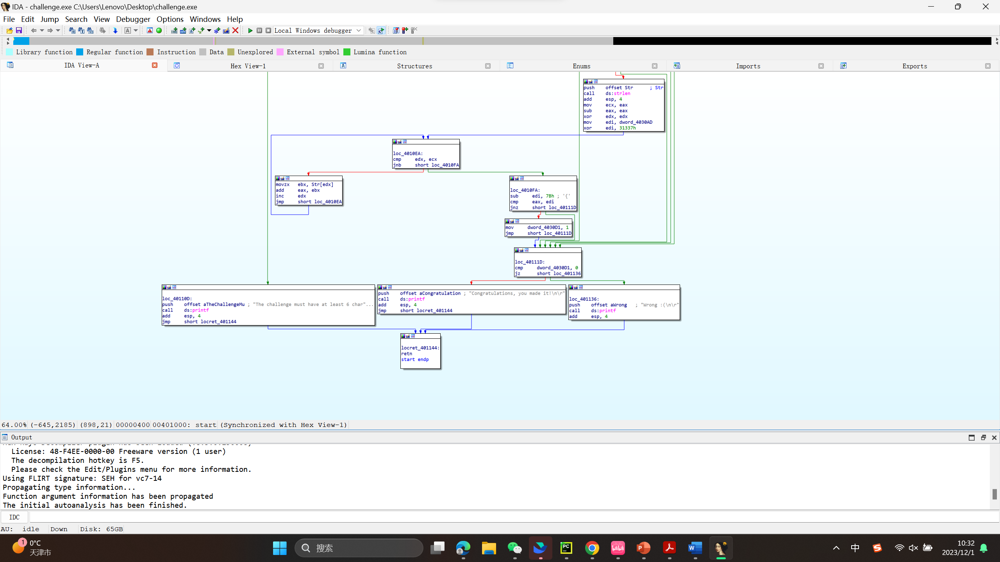 IDA - challenge.exe C:\Users\Lenovo\Desktop\challenge.exe
File Edit Jump Search View Debugger Options Windows Help
Local Windows debugger
Library function Regular function Instruction Data Unexplored External symbol Lumina function
IDA View-A Hex View-1 Structures Enums Imports Exports
push offset Str ; Str
call ds:strlen
add esp, 4
mov ecx, eax
sub eax, eax
xor edx, edx
mov edi, dword_4030AD
xor edi, 31337h
loc_4010EA:
cmp edx, ecx
jnb short loc_4010FA
movzx ebx, Str[edx]
add eax, ebx
inc edx
jmp short loc_4010EA
loc_4010FA:
sub edi, 7Bh ; '{'
cmp eax, edi
jnz short loc_40111D
mov dword_4030D1, 1
jmp short loc_40111D
loc_40111D:
cmp dword_4030D1, 0
jz short loc_401136
loc_40110D:
push offset aTheChallengeMu ; "The challenge must have at least 6 char"...
call ds:printf
add esp, 4
jmp short locret_401144
push offset aCongratulation ; "Congratulations, you made it!\n\r"
call ds:printf
add esp, 4
jmp short locret_401144
loc_401136:
push offset aWrong ; "Wrong :(\n\r"
call ds:printf
add esp, 4
locret_401144:
retn
start endp
64.00% (-645,2185) (898,21) 00000400 00401000: start (Synchronized with Hex View-1)
Output
License: 48-F4EE-0000-00 Freeware version (1 user)
The decompilation hotkey is F5.
Please check the Edit/Plugins menu for more information.
Using FLIRT signature: SEH for vc7-14
Propagating type information...
Function argument information has been propagated
The initial autoanalysis has been finished.
IDC
AU: idle Down Disk: 65GB
1
0°C
天津市
搜索
PC
bilibili
P
W
中
S
10:32
2023/12/1